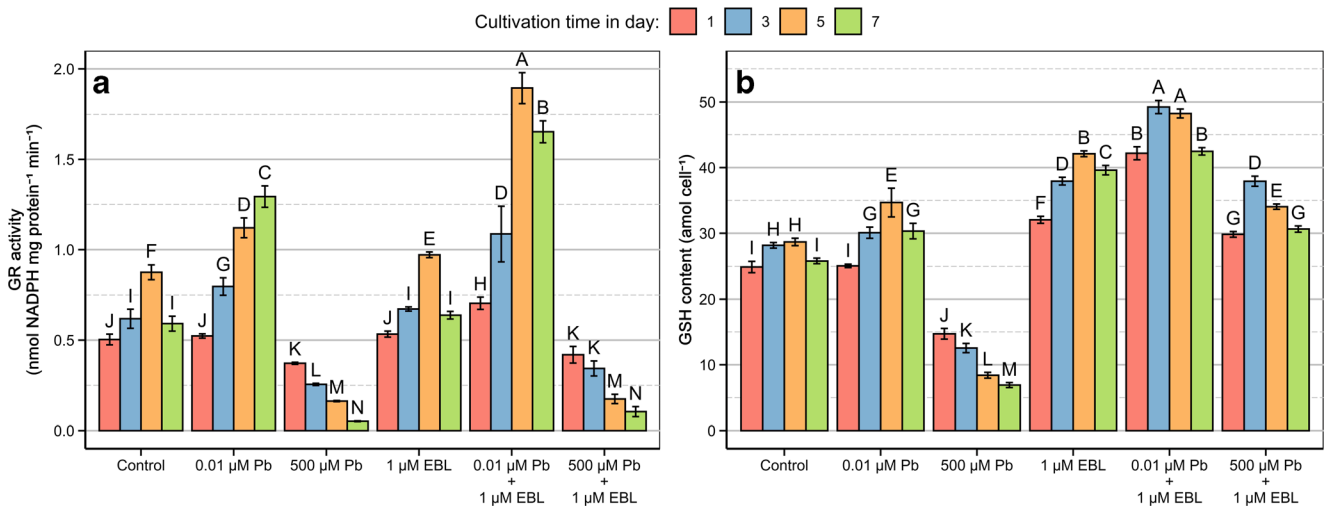 Cultivation time in day: 1 3 5 7
a
GR activity
(nmol NADPH mg protein⁻¹ min⁻¹)
2.0
1.5
1.0
0.5
0.0
J I F I
J G D C
K L M N
J I E I
H D A B
K K M N
Control
0.01 µM Pb
500 µM Pb
1 µM EBL
0.01 µM Pb
+
1 µM EBL
500 µM Pb
+
1 µM EBL
b
GSH content (amol cell⁻¹)
50
40
30
20
10
0
I H H I
I G E G
J K L M
F D B C
B A A B
G D E G
Control
0.01 µM Pb
500 µM Pb
1 µM EBL
0.01 µM Pb
+
1 µM EBL
500 µM Pb
+
1 µM EBL